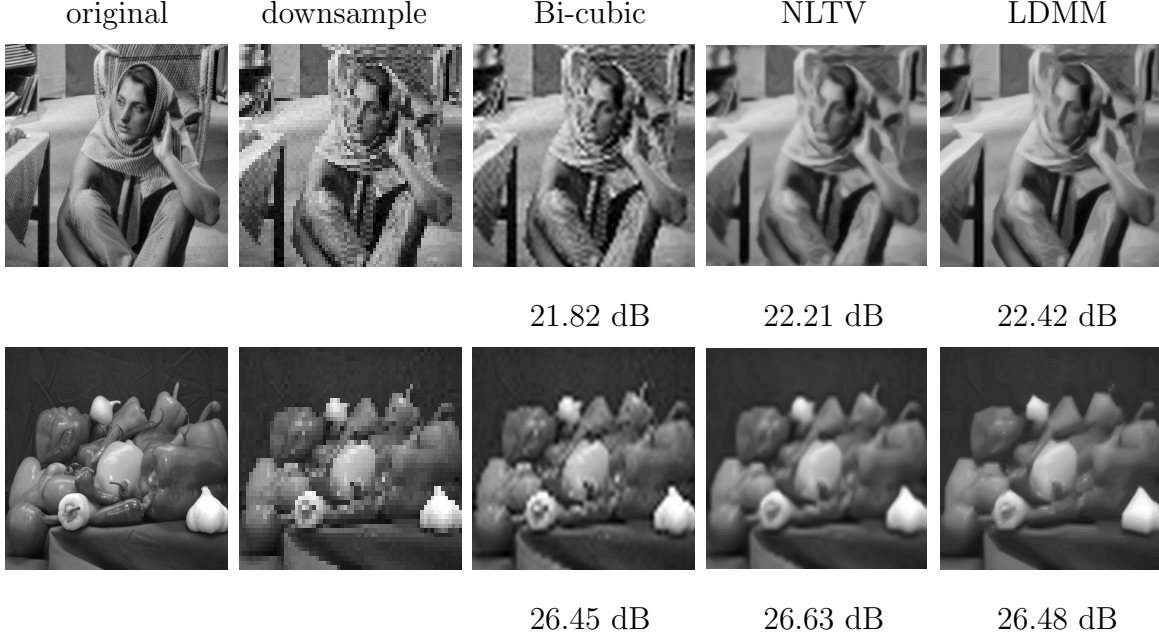 original downsample Bi-cubic NLTV LDMM
21.82 dB 22.21 dB 22.42 dB
26.45 dB 26.63 dB 26.48 dB